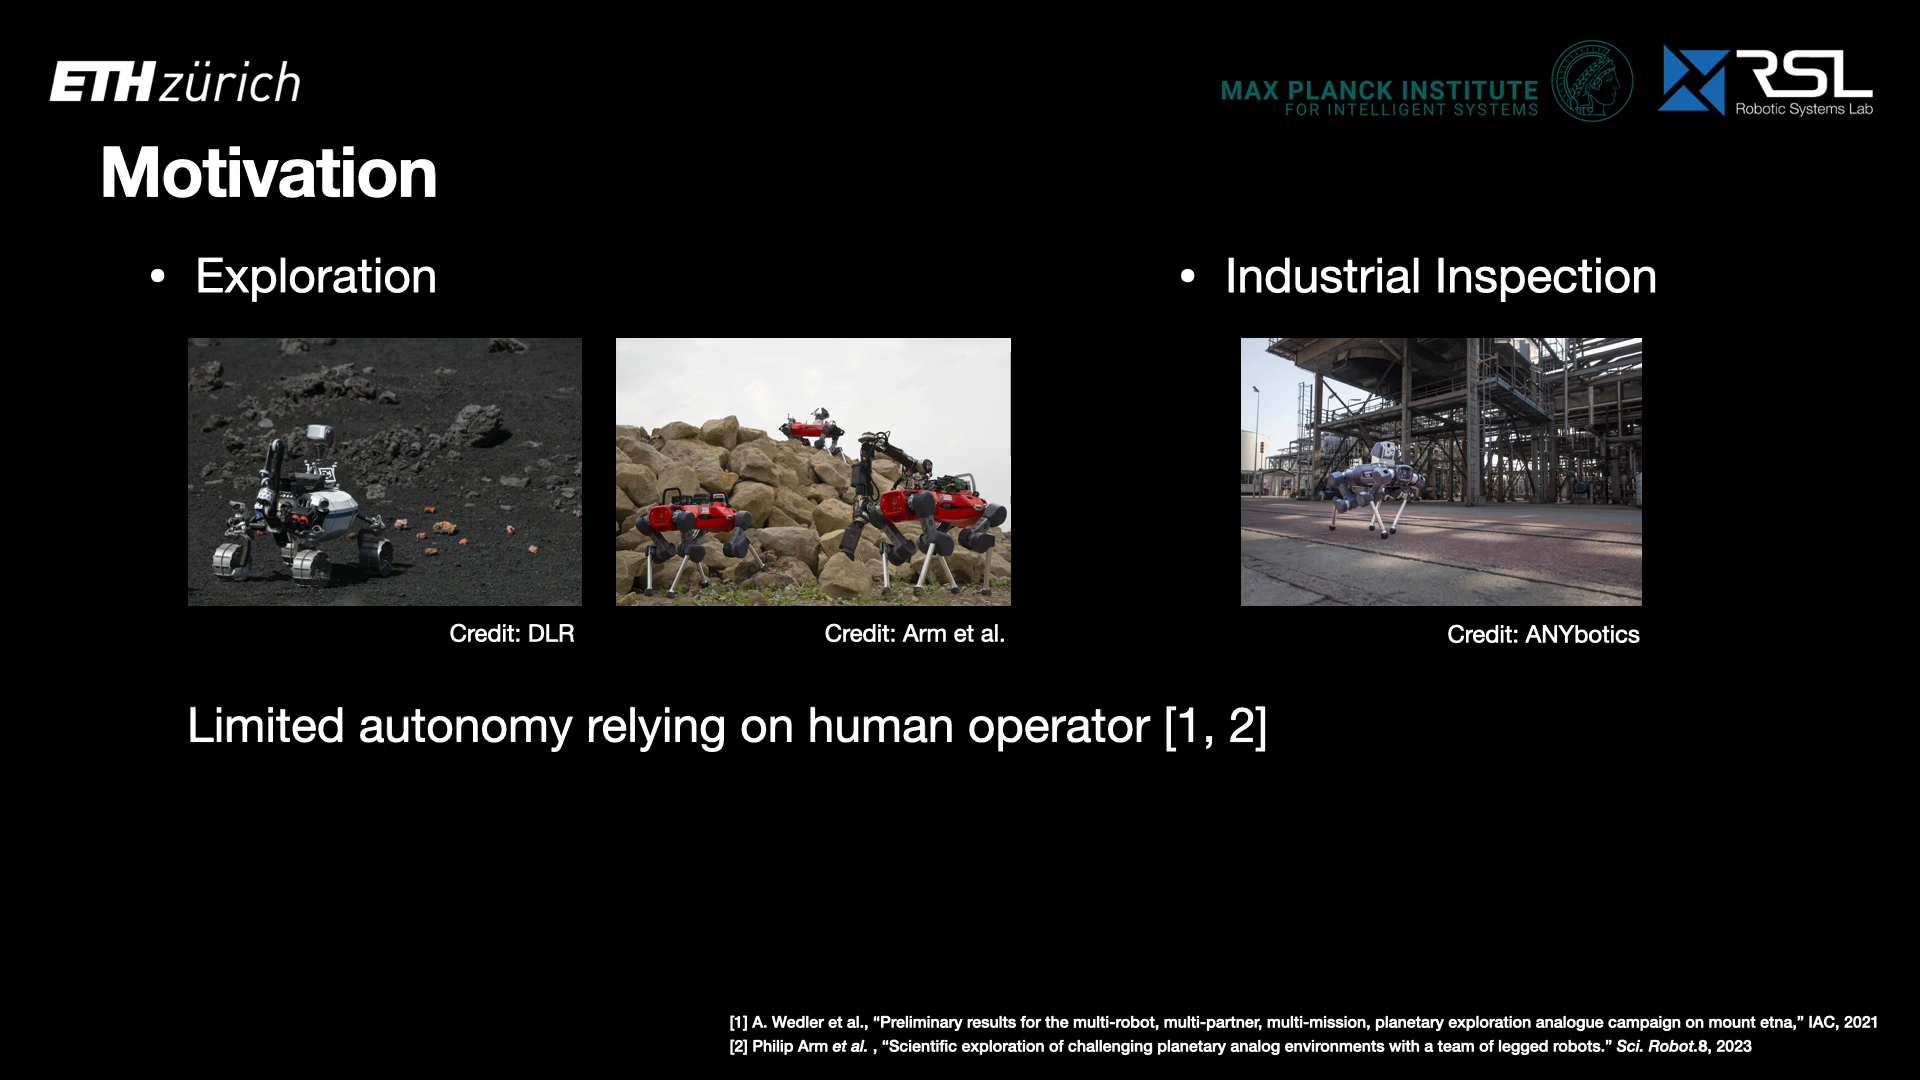 ETH zürich
MAX PLANCK INSTITUTE
FOR INTELLIGENT SYSTEMS
RSL
Robotic Systems Lab
Motivation
• Exploration
• Industrial Inspection
Credit: DLR
Credit: Arm et al.
Credit: ANYbotics
Limited autonomy relying on human operator [1, 2]
[1] A. Wedler et al., “Preliminary results for the multi-robot, multi-partner, multi-mission, planetary exploration analogue campaign on mount etna,” IAC, 2021
[2] Philip Arm et al. , “Scientific exploration of challenging planetary analog environments with a team of legged robots.” Sci. Robot.8, 2023